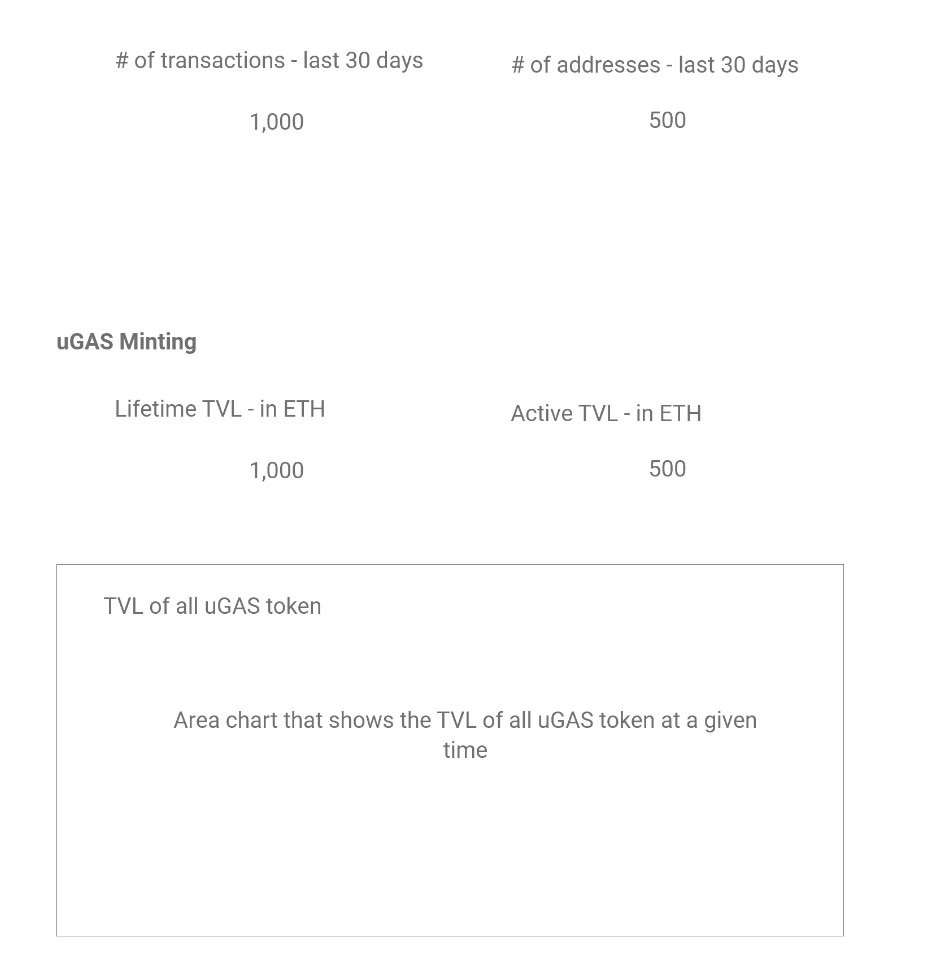 # of transactions - last 30 days
# of addresses - last 30 days
1,000
500
uGAS Minting
Lifetime TVL - in ETH
Active TVL - in ETH
1,000
500
TVL of all uGAS token
Area chart that shows the TVL of all uGAS token at a given
time